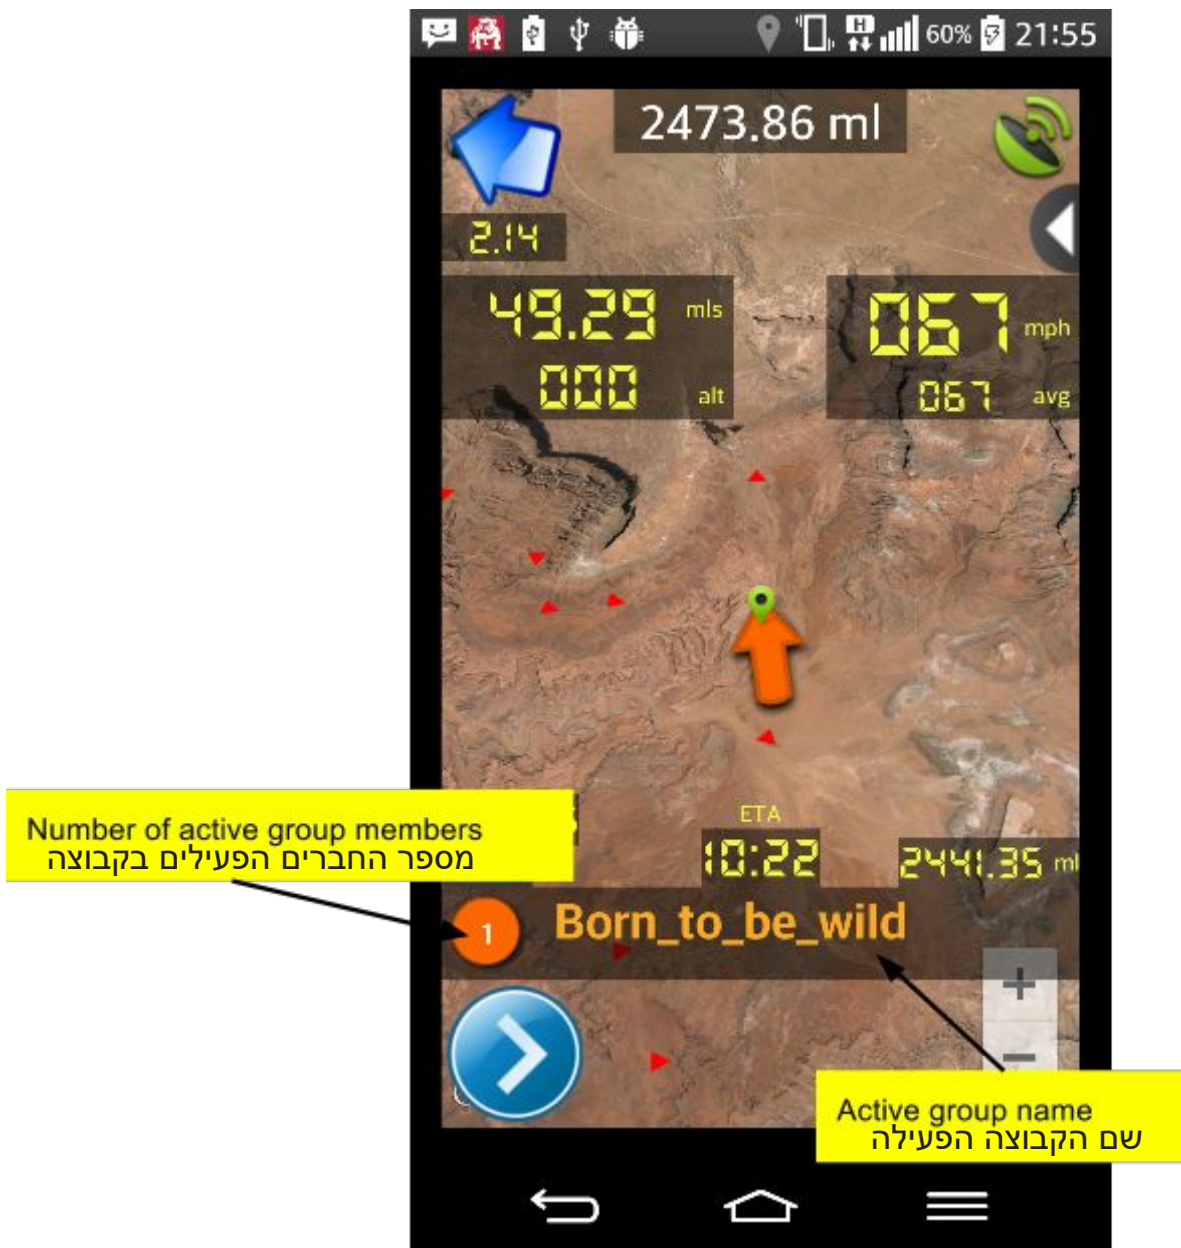 60% 21:55
2473.86 ml
2.14
49.29 mls
067 mph
000 alt
067 avg
ETA
10:22
2441.35 ml
Number of active group members
מספר החברים הפעילים בקבוצה
1 Born_to_be_wild
+
-
Active group name
שם הקבוצה הפעילה